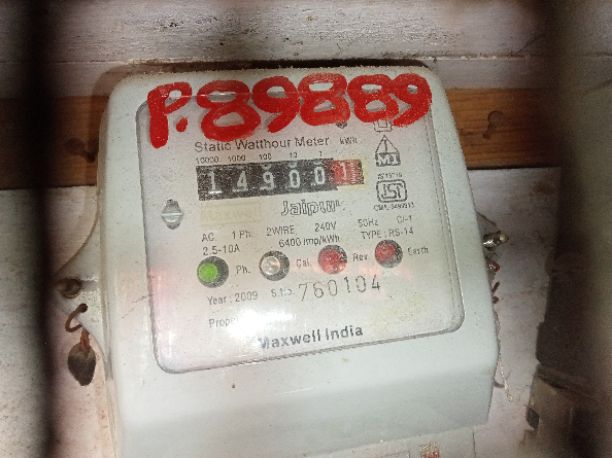 P.89889
Static Watthour Meter kWh
10000 1000 100 10 1
14900 1
Jaipur
AC 1 Ph. 2WIRE 240V 50Hz Cl-1
2.5-10A 6400 imp/kWh TYPE: RS-14
Ph. Cal. Rev. Earth
Year : 2009 S.No. 760104
Maxwell India